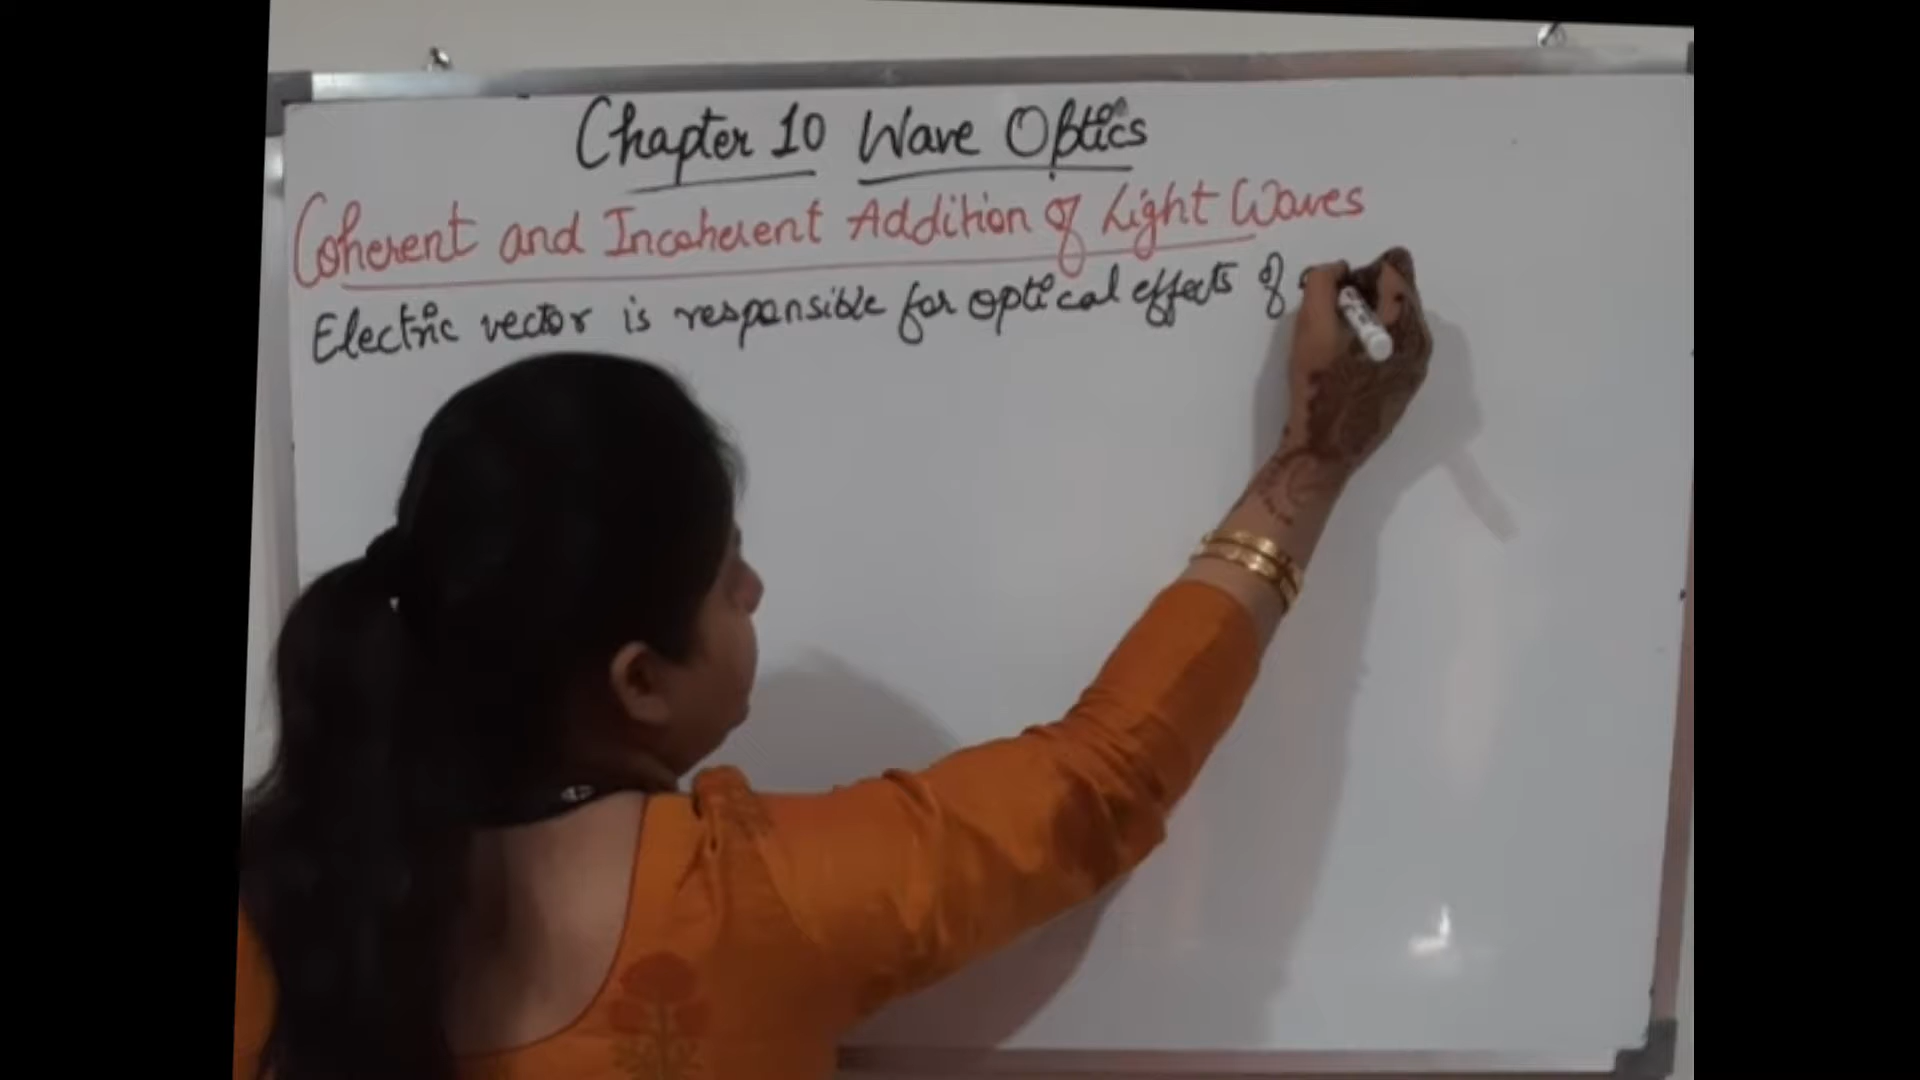 Chapter 10 Wave Optics
Coherent and Incoherent Addition of Light Waves
Electric vector is responsible for optical effects of